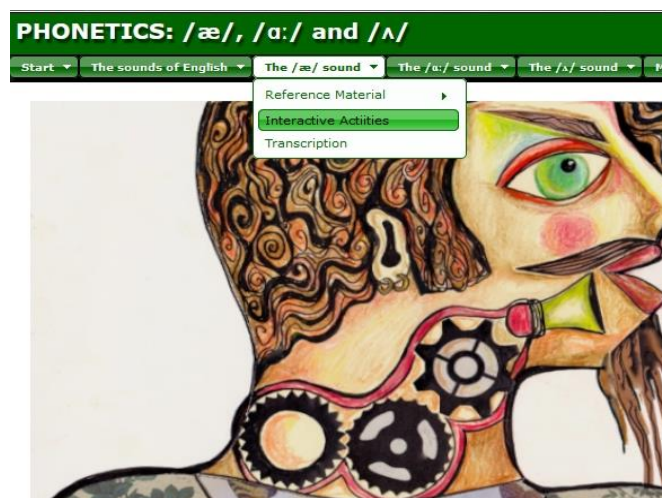 PHONETICS: /æ/, /ɑː/ and /ʌ/
Start The sounds of English The /æ/ sound The /ɑː/ sound The /ʌ/ sound
Reference Material
Interactive Actiities
Transcription